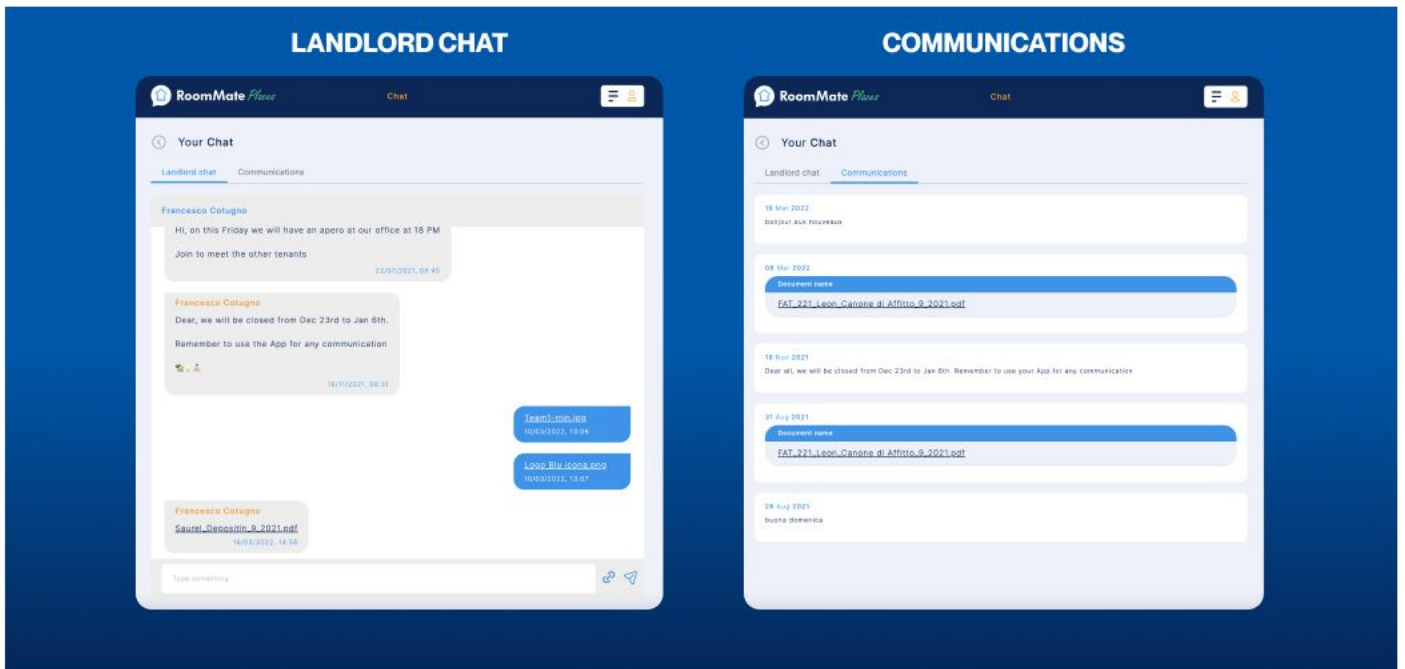 LANDLORD CHAT
RoomMate Places
Chat
Your Chat
Landlord chat Communications
Francesco Cotugno
Hi, on this Friday we will have an apero at our office at 18 PM
Join to meet the other tenants
22/07/2021, 08:45
Francesco Cotugno
Dear, we will be closed from Dec 23rd to Jan 6th.
Remember to use the App for any communication
18/11/2021, 08:01
Team1-min.jpg
10/03/2022, 13:06
Logo Blu icona.png
10/03/2022, 13:07
Francesco Cotugno
Saurel_Depositin_9_2021.pdf
16/03/2022, 14:58
Type something
COMMUNICATIONS
RoomMate Places
Chat
Your Chat
Landlord chat Communications
bonjour aux nouveaux
08 Mar 2022
Document name
FAT_221_Leon_Canone di Affitto_9_2021.pdf
18 Nov 2021
Dear all, we will be closed from Dec 23rd to Jan 6th. Remember to use your App for any communication
31 Aug 2021
Document name
FAT_221_Leon_Canone di Affitto_9_2021.pdf
Aug 2021
buona domenica